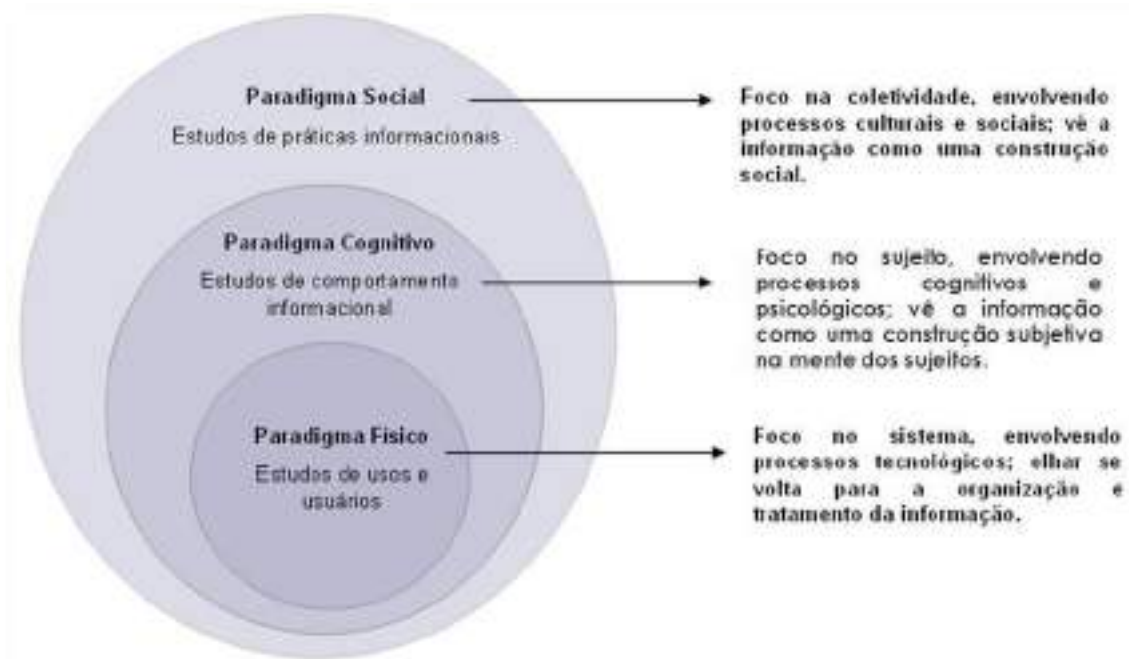 Paradigma Social
Estudos de práticas informacionais
Foco na coletividade, envolvendo
processos culturais e sociais; vê a
informação como uma construção
social.
Paradigma Cognitivo
Estudos de comportamento
informacional
Foco no sujeito, envolvendo
processos cognitivos e
psicológicos; vê a informação
como uma construção subjetiva
na mente dos sujeitos.
Paradigma Físico
Estudos de usos e
usuários
Foco no sistema, envolvendo
processos tecnológicos; elhar se
volta para a organização e
tratamento da informação.